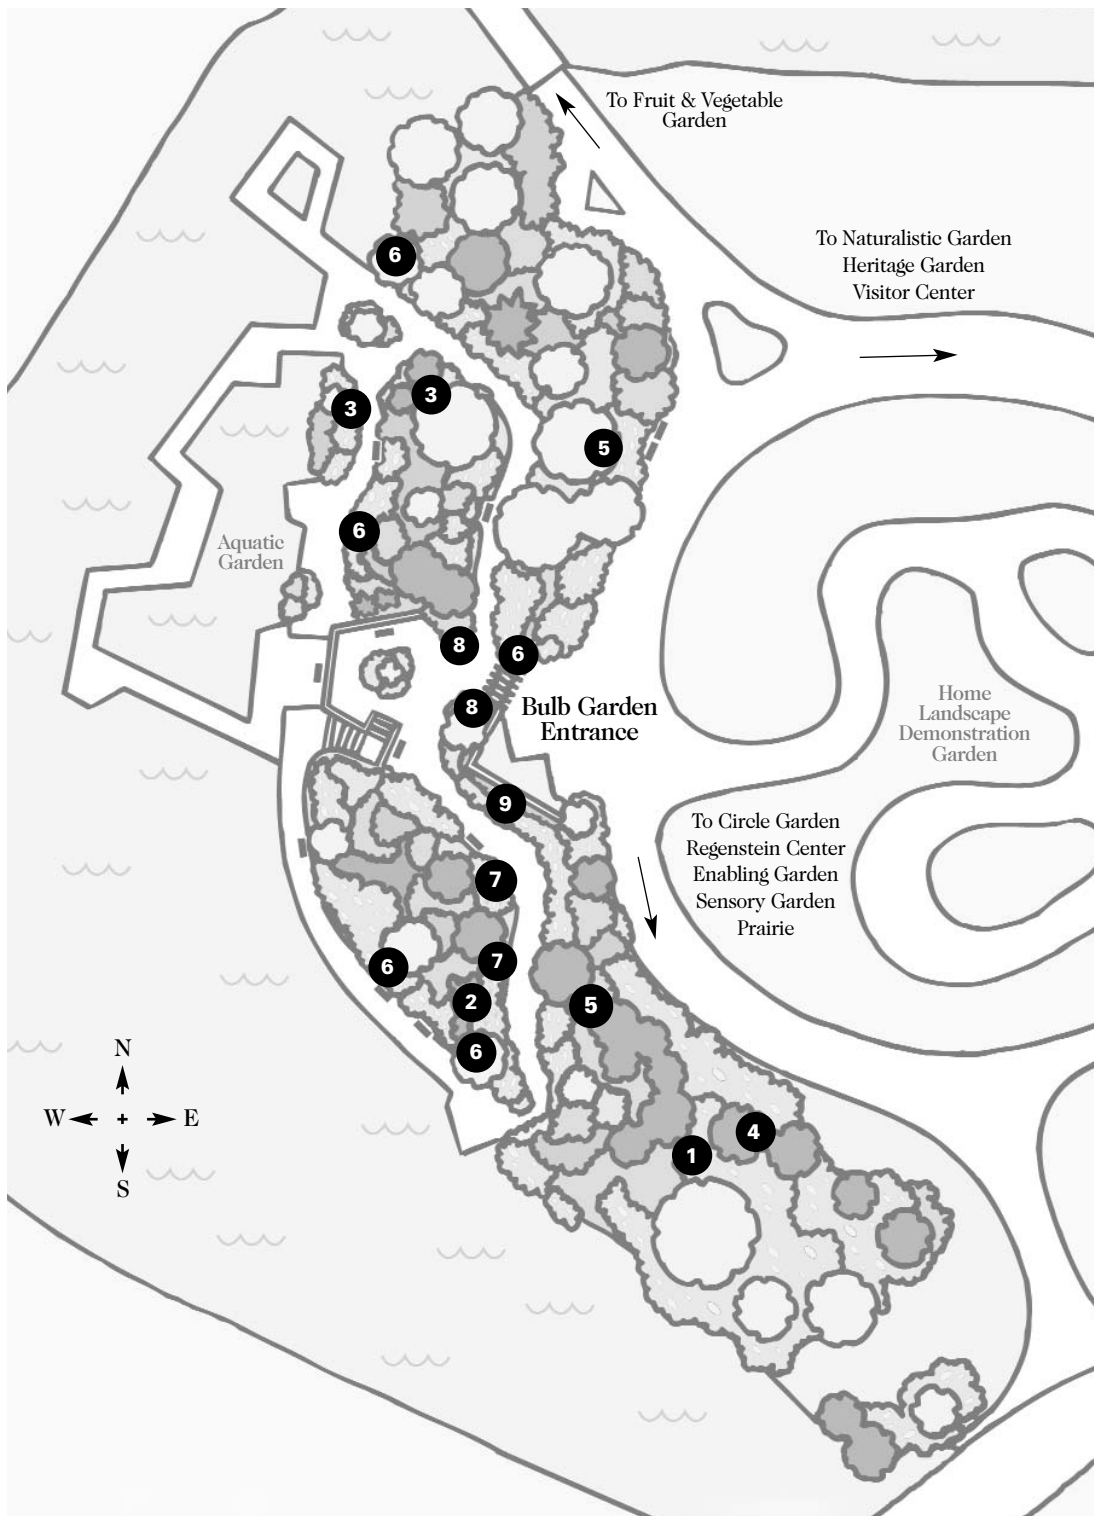 To Fruit & Vegetable
Garden
To Naturalistic Garden
Heritage Garden
Visitor Center
6
3
3
5
6
Aquatic
Garden
8
6
8
Bulb Garden
Entrance
Home
Landscape
Demonstration
Garden
9
To Circle Garden
Regenstein Center
Enabling Garden
Sensory Garden
Prairie
7
7
6
2
5
6
N
W
E
S
4
1